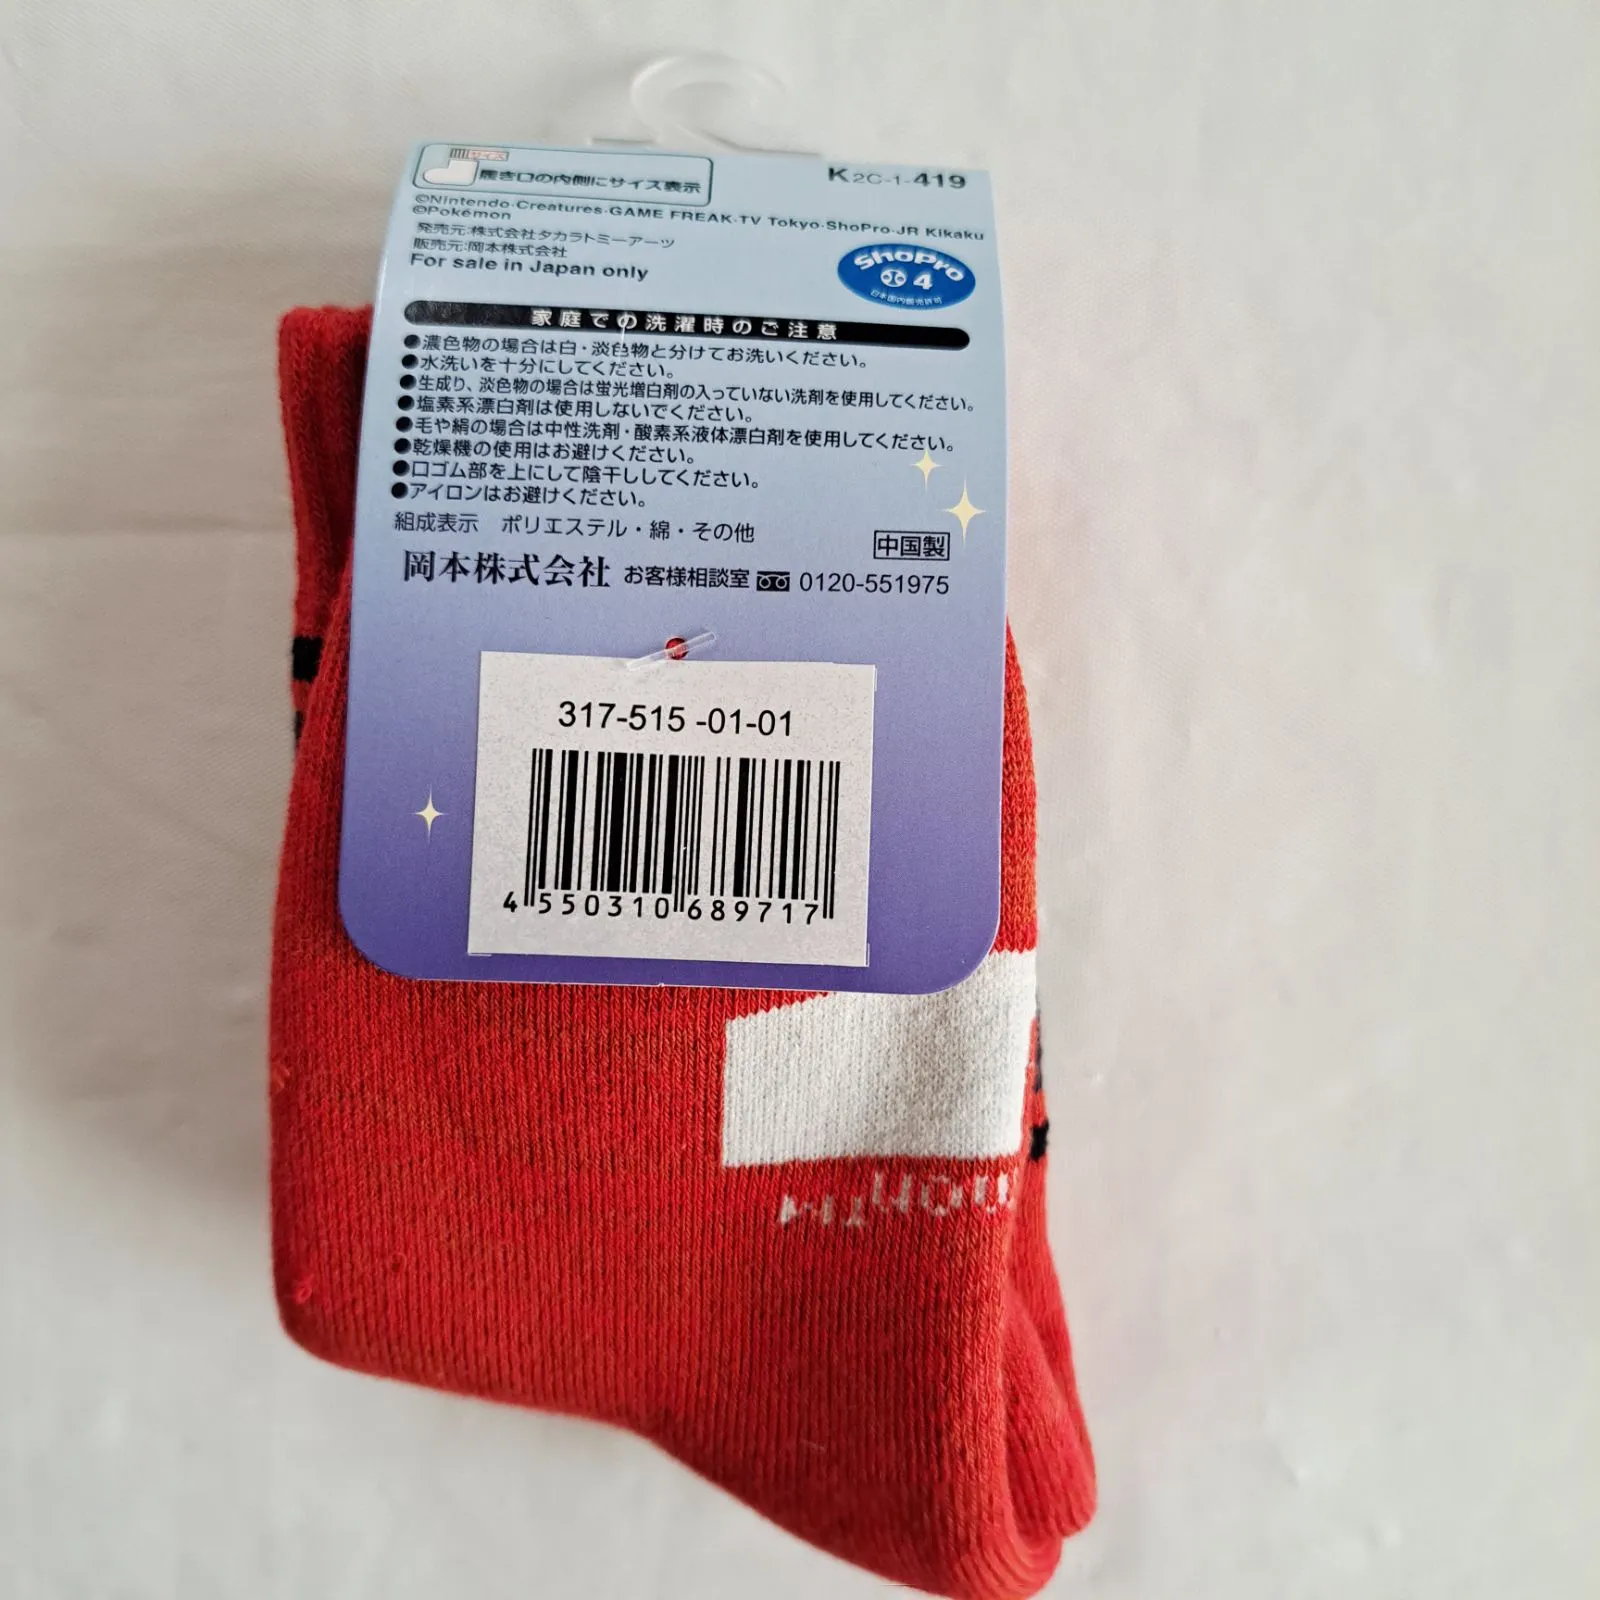 サイズ
履き口の内側にサイズ表示
K2C-1-419
©Nintendo·Creatures·GAME FREAK·TV Tokyo·ShoPro·JR Kikaku
©Pokémon
発売元:株式会社タカラトミーアーツ
販売元:岡本株式会社
For sale in Japan only
ShoPro
4
日本国内販売許可
家庭での洗濯時のご注意
●濃色物の場合は白・淡色物と分けてお洗いください。
●水洗いを十分にしてください。
●生成り、淡色物の場合は蛍光増白剤の入っていない洗剤を使用してください。
●塩素系漂白剤は使用しないでください。
●毛や絹の場合は中性洗剤・酸素系液体漂白剤を使用してください。
●乾燥機の使用はお避けください。
●口ゴム部を上にして陰干ししてください。
●アイロンはお避けください。
組成表示 ポリエステル・綿・その他
中国製
岡本株式会社 お客様相談室 0120-551975
317-515 -01-01
4 550310 689717